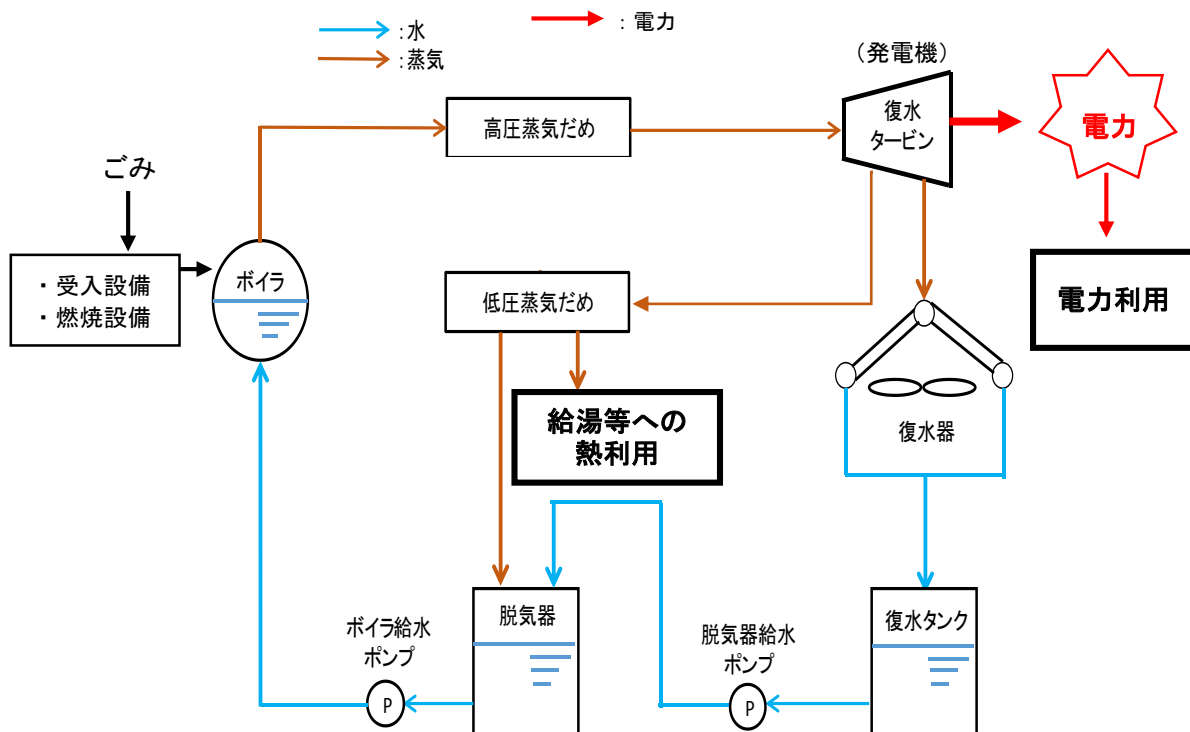 ：水
：蒸気
：電力
（発電機）
高圧蒸気だめ
復水
タービン
電力
ごみ
・受入設備
・燃焼設備
ボイラ
低圧蒸気だめ
電力利用
給湯等への
熱利用
復水器
脱気器
復水タンク
ボイラ給水
ポンプ
P
脱気器給水
ポンプ
P